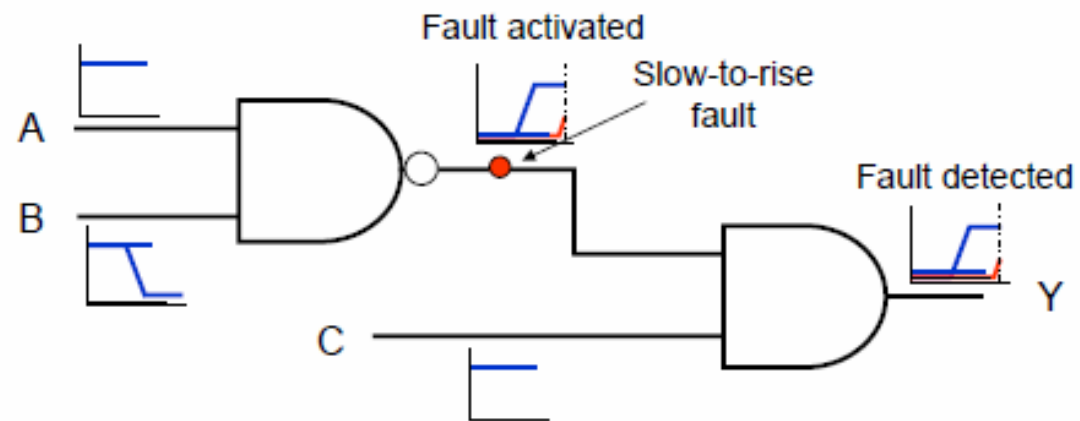 Fault activated
Slow-to-rise
fault
A
Fault detected
B
Y
C